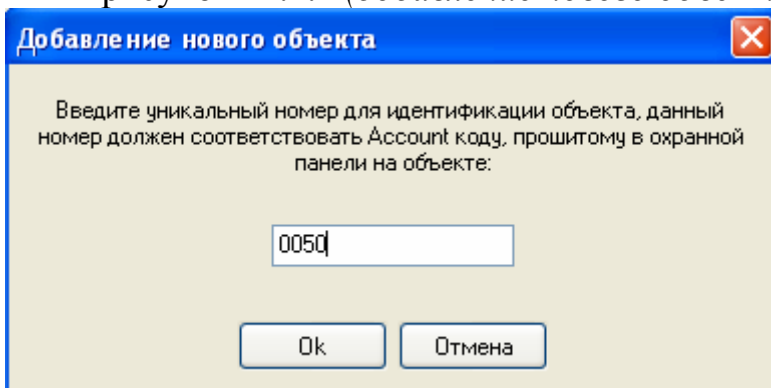 Добавление нового объекта
Введите уникальный номер для идентификации объекта, данный
номер должен соответствовать Account коду, прошитому в охранной
панели на объекте:
0050
Ok
Отмена